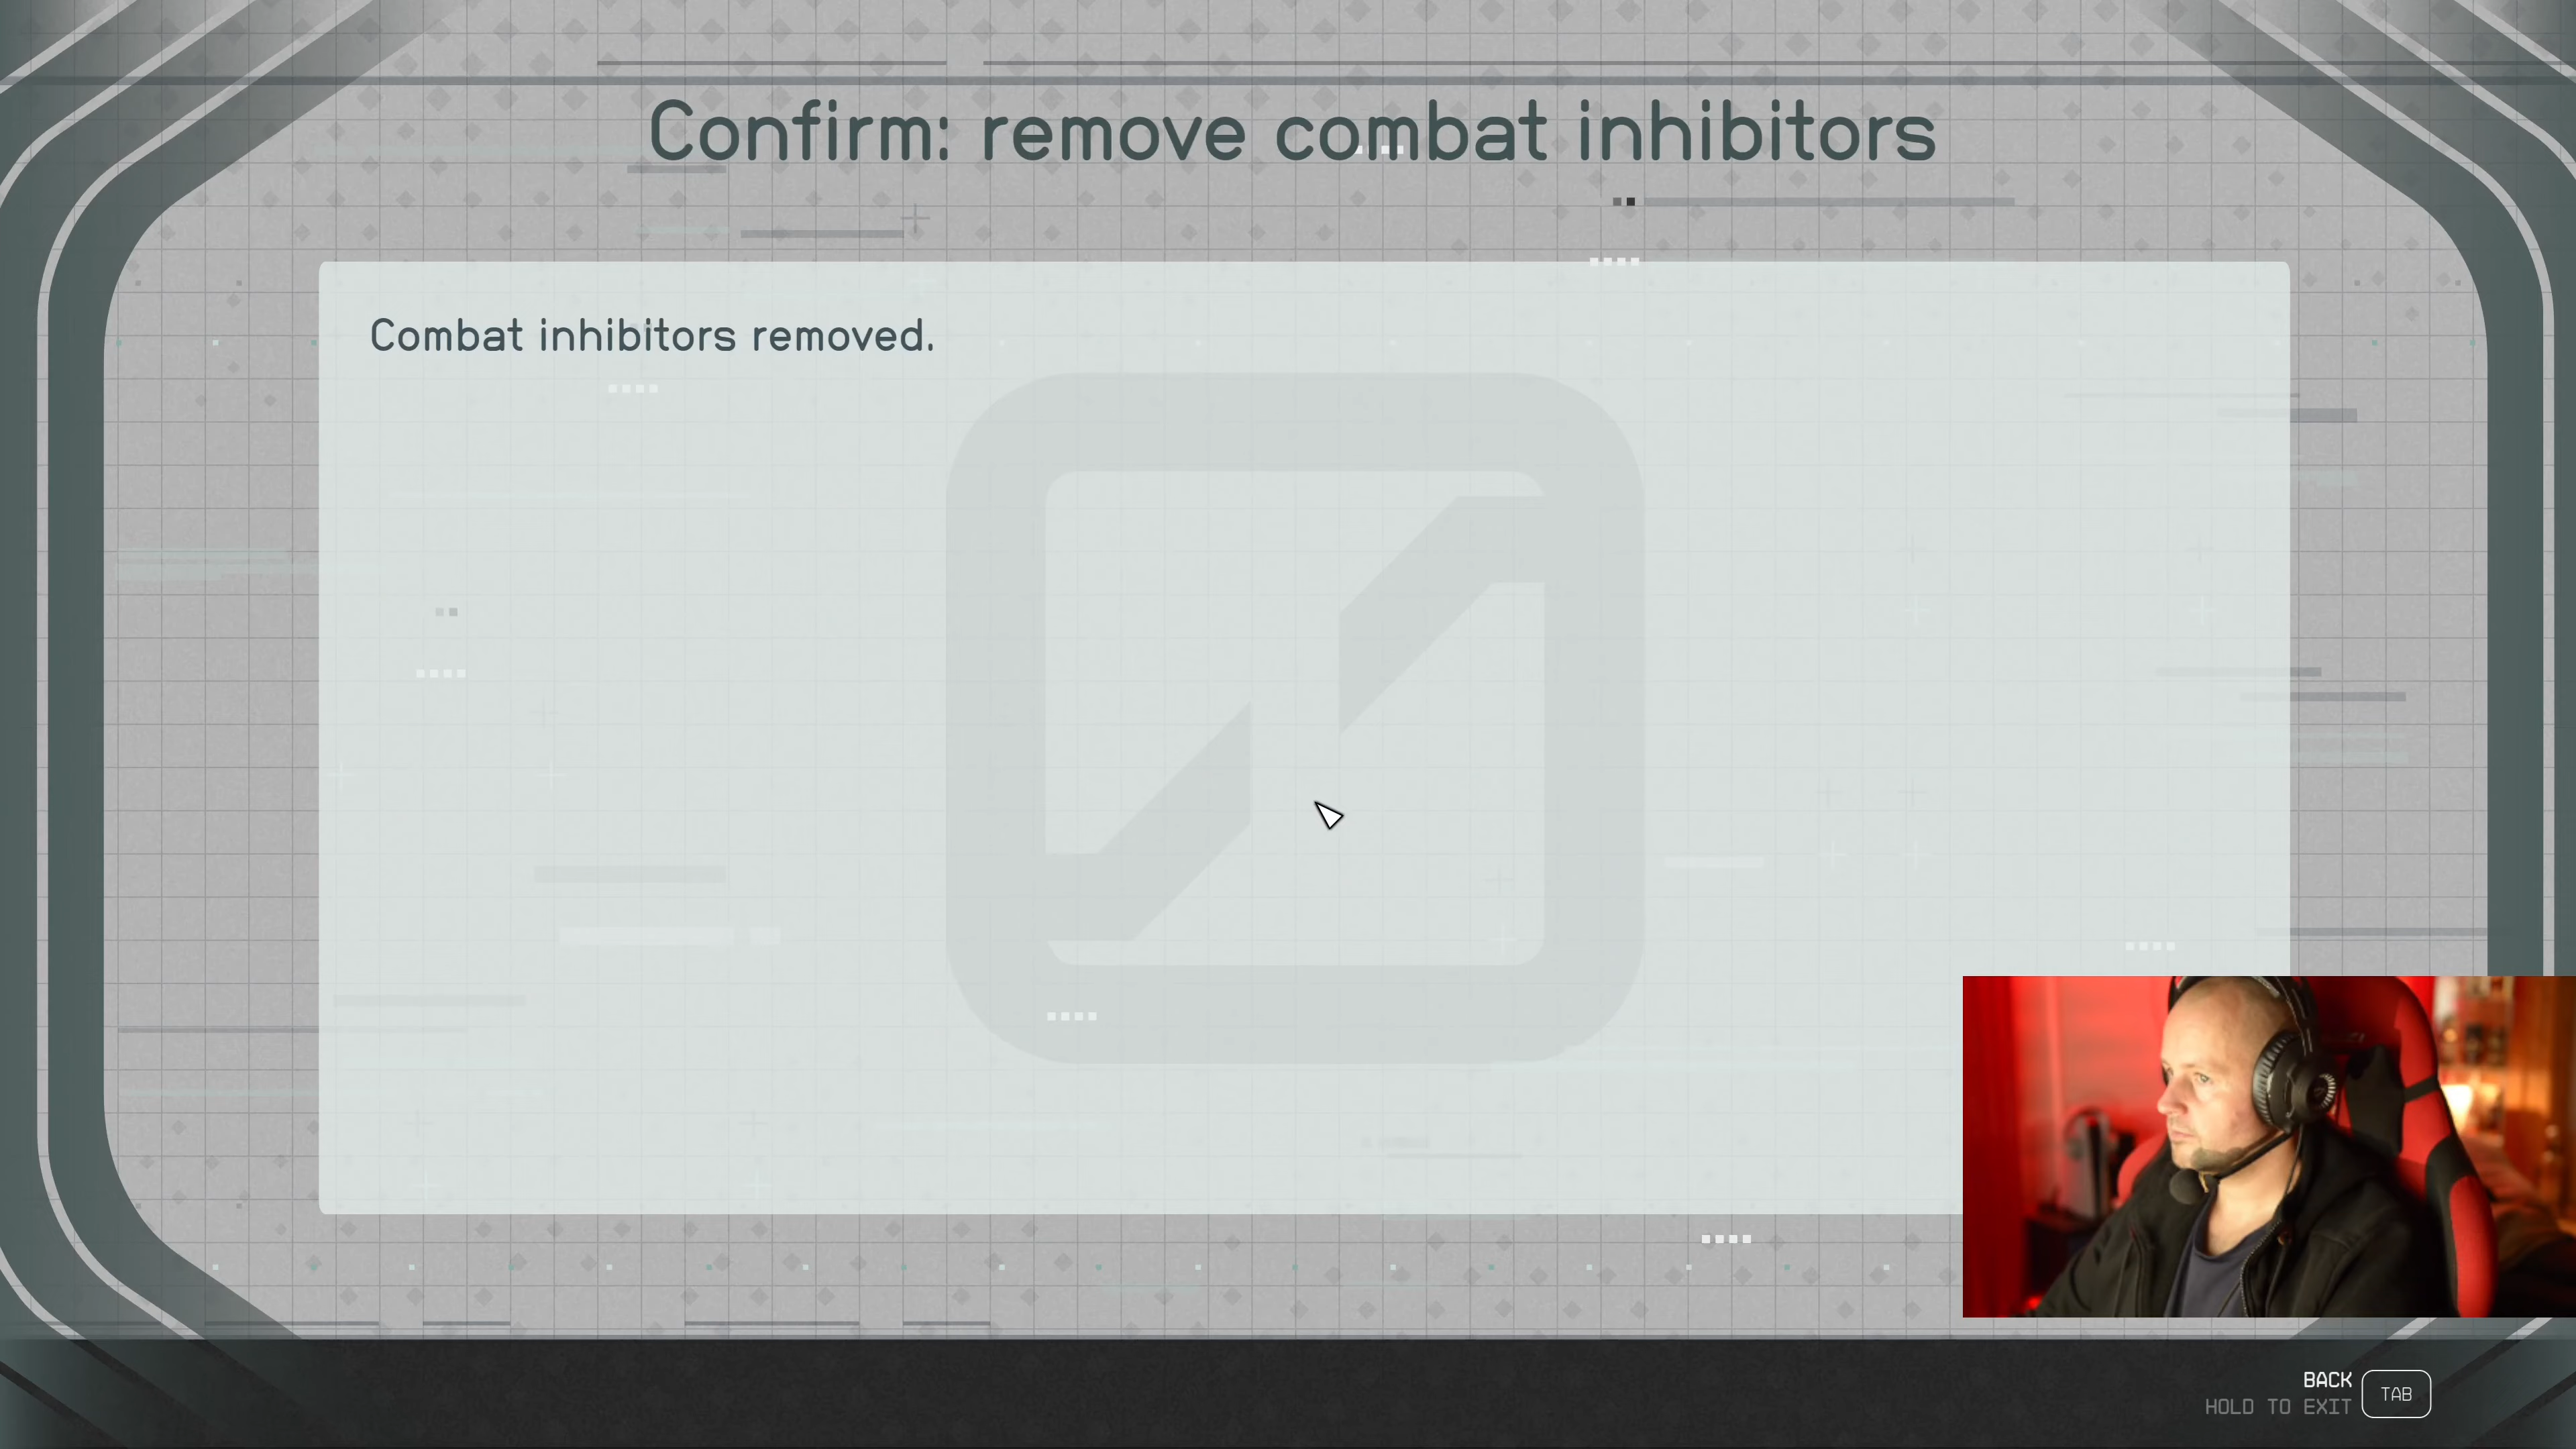 Confirm: remove combat inhibitors
Combat inhibitors removed.
BACK
HOLD TO EXIT
TAB